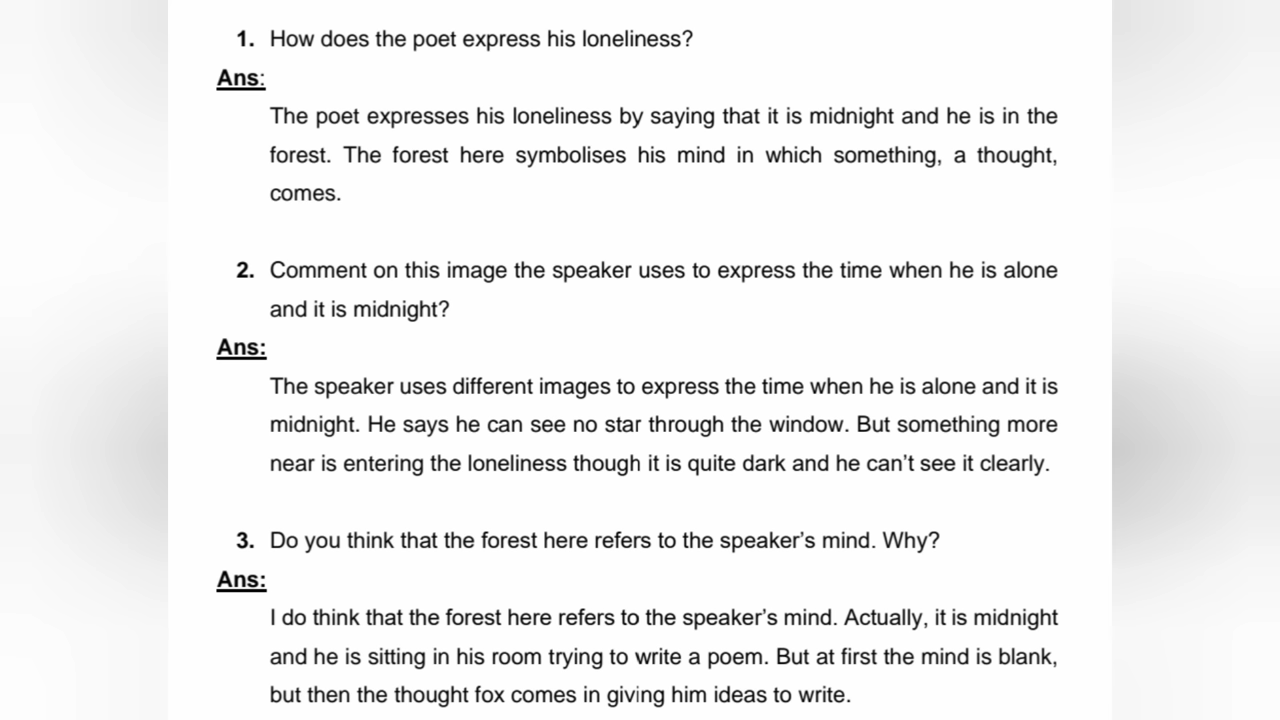 1. How does the poet express his loneliness?
Ans:
The poet expresses his loneliness by saying that it is midnight and he is in the
forest. The forest here symbolises his mind in which something, a thought,
comes.
2. Comment on this image the speaker uses to express the time when he is alone
and it is midnight?
Ans:
The speaker uses different images to express the time when he is alone and it is
midnight. He says he can see no star through the window. But something more
near is entering the loneliness though it is quite dark and he can’t see it clearly.
3. Do you think that the forest here refers to the speaker’s mind. Why?
Ans:
I do think that the forest here refers to the speaker’s mind. Actually, it is midnight
and he is sitting in his room trying to write a poem. But at first the mind is blank,
but then the thought fox comes in giving him ideas to write.